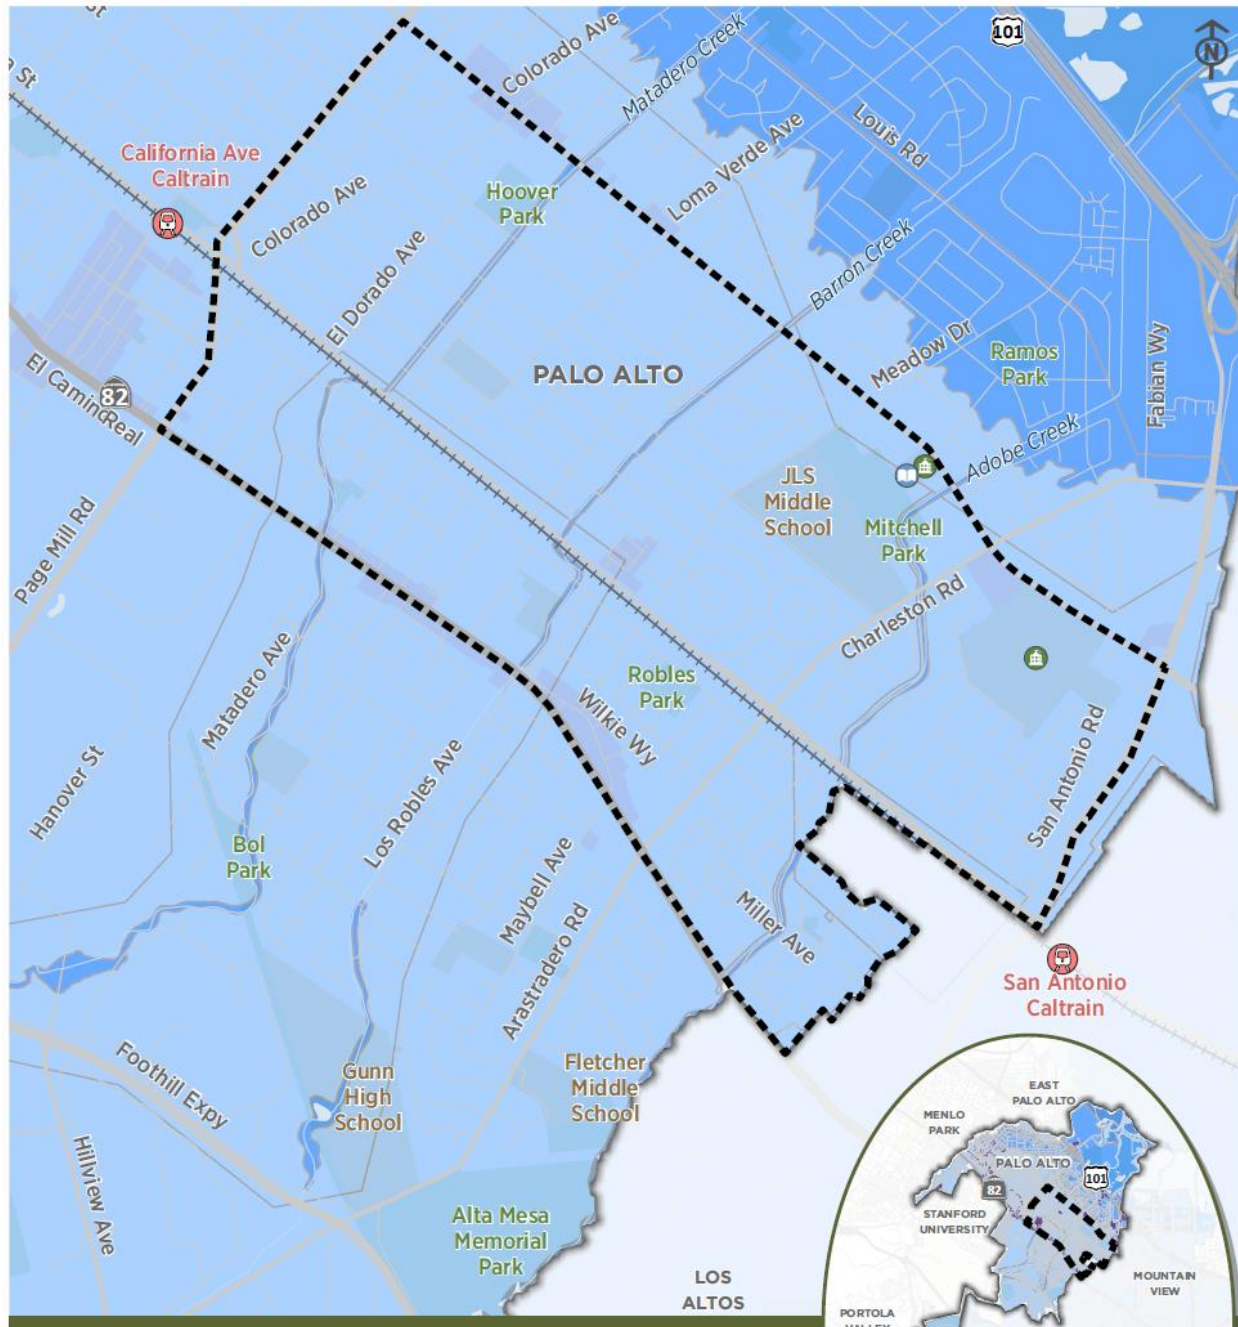 St
a St
101
N
Colorado Ave
Matadero Creek
Louis Rd
California Ave
Caltrain
Colorado Ave
Hoover
Park
Loma Verde Ave
El Dorado Ave
Barron Creek
PALO ALTO
Meadow Dr
Ramos
Park
Fabian Wy
82
El Camino Real
Adobe Creek
JLS
Middle
School
Mitchell
Park
Page Mill Rd
Charleston Rd
Matadero Ave
Robles
Park
Wilkie Wy
Hanover St
Los Robles Ave
San Antonio Rd
Bol
Park
Maybell Ave
Miller Ave
Arastradero Rd
San Antonio
Caltrain
Foothill Expy
Gunn
High
School
Fletcher
Middle
School
Hillview Ave
Alta Mesa
Memorial
Park
LOS
ALTOS
EAST
PALO ALTO
MENLO
PARK
PALO ALTO
101
82
STANFORD
UNIVERSITY
MOUNTAIN
VIEW
PORTOLA
VALLEY